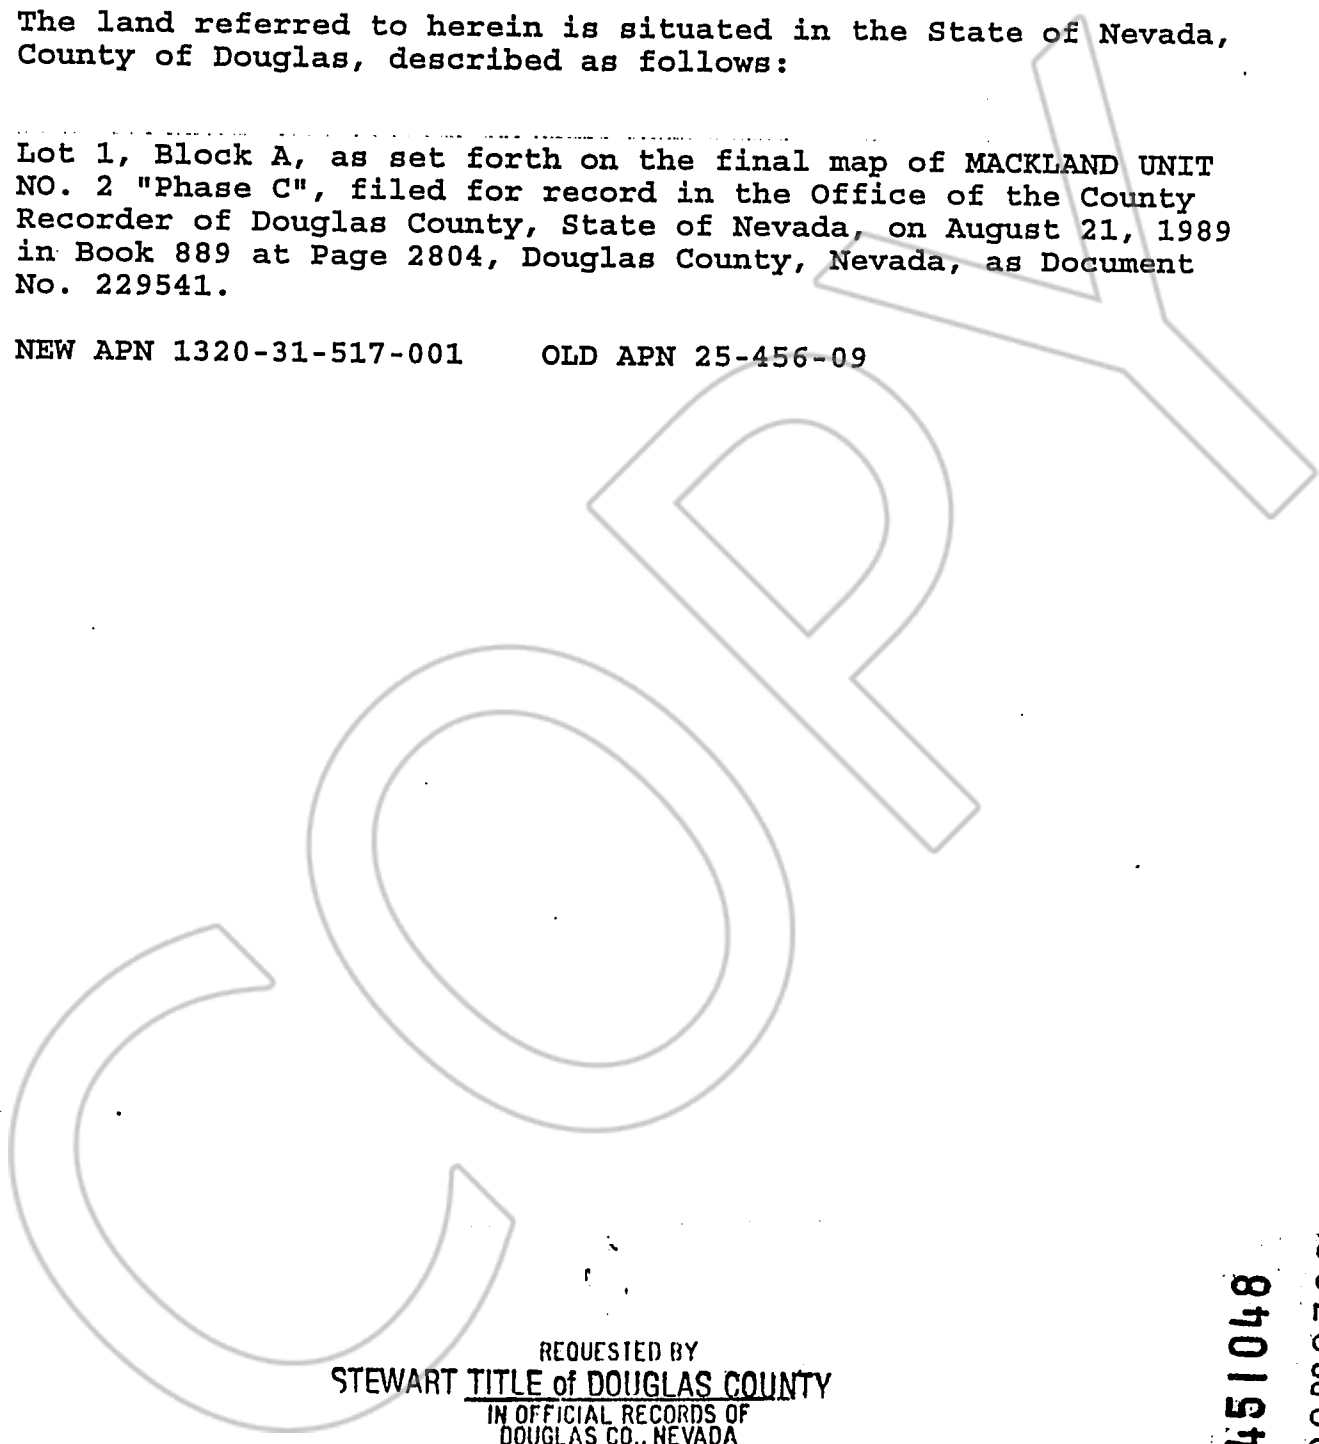 The land referred to herein is situated in the State of Nevada,
County of Douglas, described as follows:
Lot 1, Block A, as set forth on the final map of MACKLAND UNIT
NO. 2 "Phase C", filed for record in the Office of the County
Recorder of Douglas County, State of Nevada, on August 21, 1989
in Book 889 at Page 2804, Douglas County, Nevada, as Document
No. 229541.
NEW APN 1320-31-517-001 OLD APN 25-456-09
COPY
REQUESTED BY
STEWART TITLE of DOUGLAS COUNTY
IN OFFICIAL RECORDS OF
DOUGLAS CO., NEVADA
451048